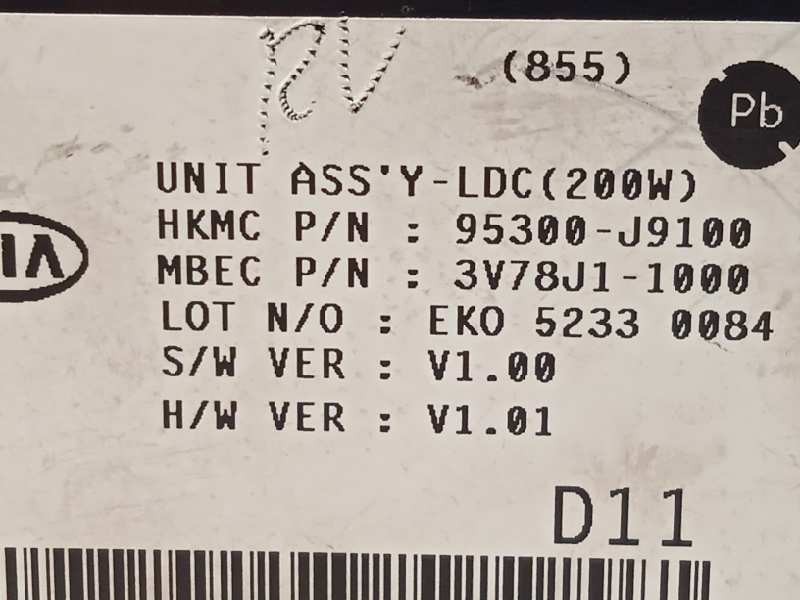 (855)
Pb
UNIT ASS'Y-LDC(200W)
HKMC P/N : 95300-J9100
MBEC P/N : 3V78J1-1000
LOT N/O : EKO 5233 0084
S/W VER : V1.00
H/W VER : V1.01
D11